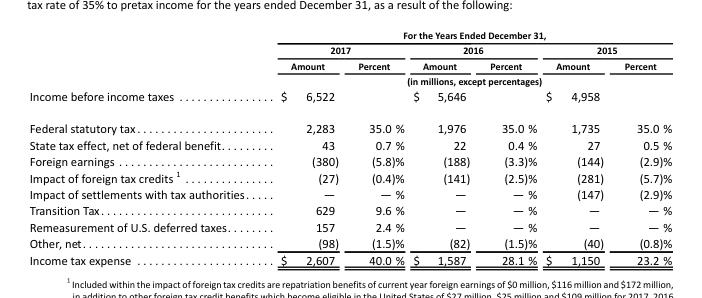 tax rate of 35% to pretax income for the years ended December 31, as a result of the following:
For the Years Ended December 31,
2017 2016 2015
Amount Percent Amount Percent Amount Percent
(in millions, except percentages)
Income before income taxes . . . . . . . . . . . . . . . $ 6,522 $ 5,646 $ 4,958
Federal statutory tax . . . . . . . . . . . . . . . . . . . . . . 2,283 35.0 % 1,976 35.0 % 1,735 35.0 %
State tax effect, net of federal benefit . . . . . . . . 43 0.7 % 22 0.4 % 27 0.5 %
Foreign earnings . . . . . . . . . . . . . . . . . . . . . . . . . (380) (5.8)% (188) (3.3)% (144) (2.9)%
Impact of foreign tax credits 1 . . . . . . . . . . . . . . . (27) (0.4)% (141) (2.5)% (281) (5.7)%
Impact of settlements with tax authorities . . . . . — — % — — % (147) (2.9)%
Transition Tax . . . . . . . . . . . . . . . . . . . . . . . . . . . 629 9.6 % — — % — — %
Remeasurement of U.S. deferred taxes . . . . . . . 157 2.4 % — — % — — %
Other, net . . . . . . . . . . . . . . . . . . . . . . . . . . . . . . (98) (1.5)% (82) (1.5)% (40) (0.8)%
Income tax expense . . . . . . . . . . . . . . . . . . . . . . $ 2,607 40.0 % $ 1,587 28.1 % $ 1,150 23.2 %
1 Included within the impact of foreign tax credits are repatriation benefits of current year foreign earnings of $0 million, $116 million and $172 million,
in addition to other foreign tax credit benefits which become eligible in the United States of $27 million, $25 million and $109 million for 2017, 2016